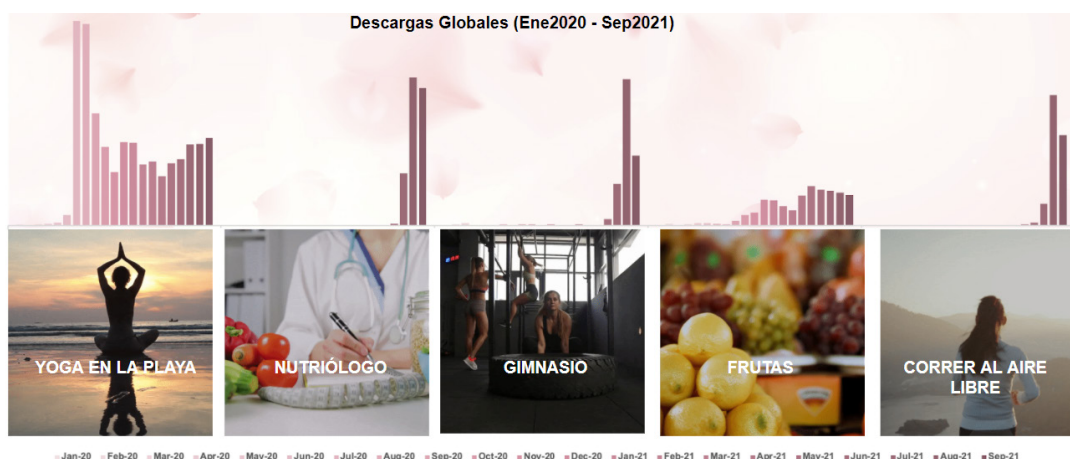 Descargas Globales (Ene2020 - Sep2021)
YOGA EN LA PLAYA
NUTRIÓLOGO
GIMNASIO
FRUTAS
CORRER AL AIRE
LIBRE
Jan-20 Feb-20 Mar-20 Apr-20 May-20 Jun-20 Jul-20 Aug-20 Sep-20 Oct-20 Nov-20 Dec-20 Jan-21 Feb-21 Mar-21 Apr-21 May-21 Jun-21 Jul-21 Aug-21 Sep-21